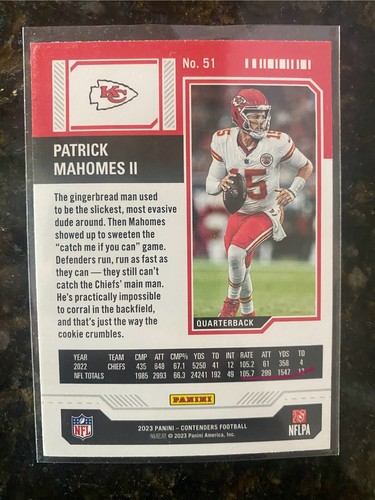 No. 51
KC
PATRICK
MAHOMES II
The gingerbread man used
to be the slickest, most evasive
dude around. Then Mahomes
showed up to sweeten the
“catch me if you can” game.
Defenders run, run as fast as
they can — they still can't
catch the Chiefs' main man.
He's practically impossible
to corral in the backfield,
and that's just the way the
cookie crumbles.
15
QUARTERBACK
YEAR TEAM CMP ATT CMP% YDS TD INT RATE ATT YDS TD
2022 CHIEFS 435 648 67.1 5250 41 12 105.2 61 358 4
NFL TOTALS 1985 2993 66.3 24241 192 49 105.7 299 1547
PANINI
NFL
NFLPA
2023 PANINI – CONTENDERS FOOTBALL
© 2023 Panini America, Inc.